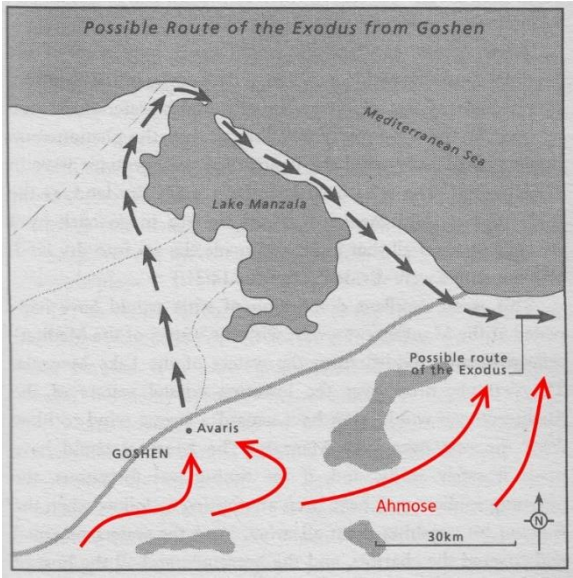 Possible Route of the Exodus from Goshen
Mediterranean Sea
Lake Manzala
Possible route
of the Exodus
Avaris
GOSHEN
Ahmose
N
30km